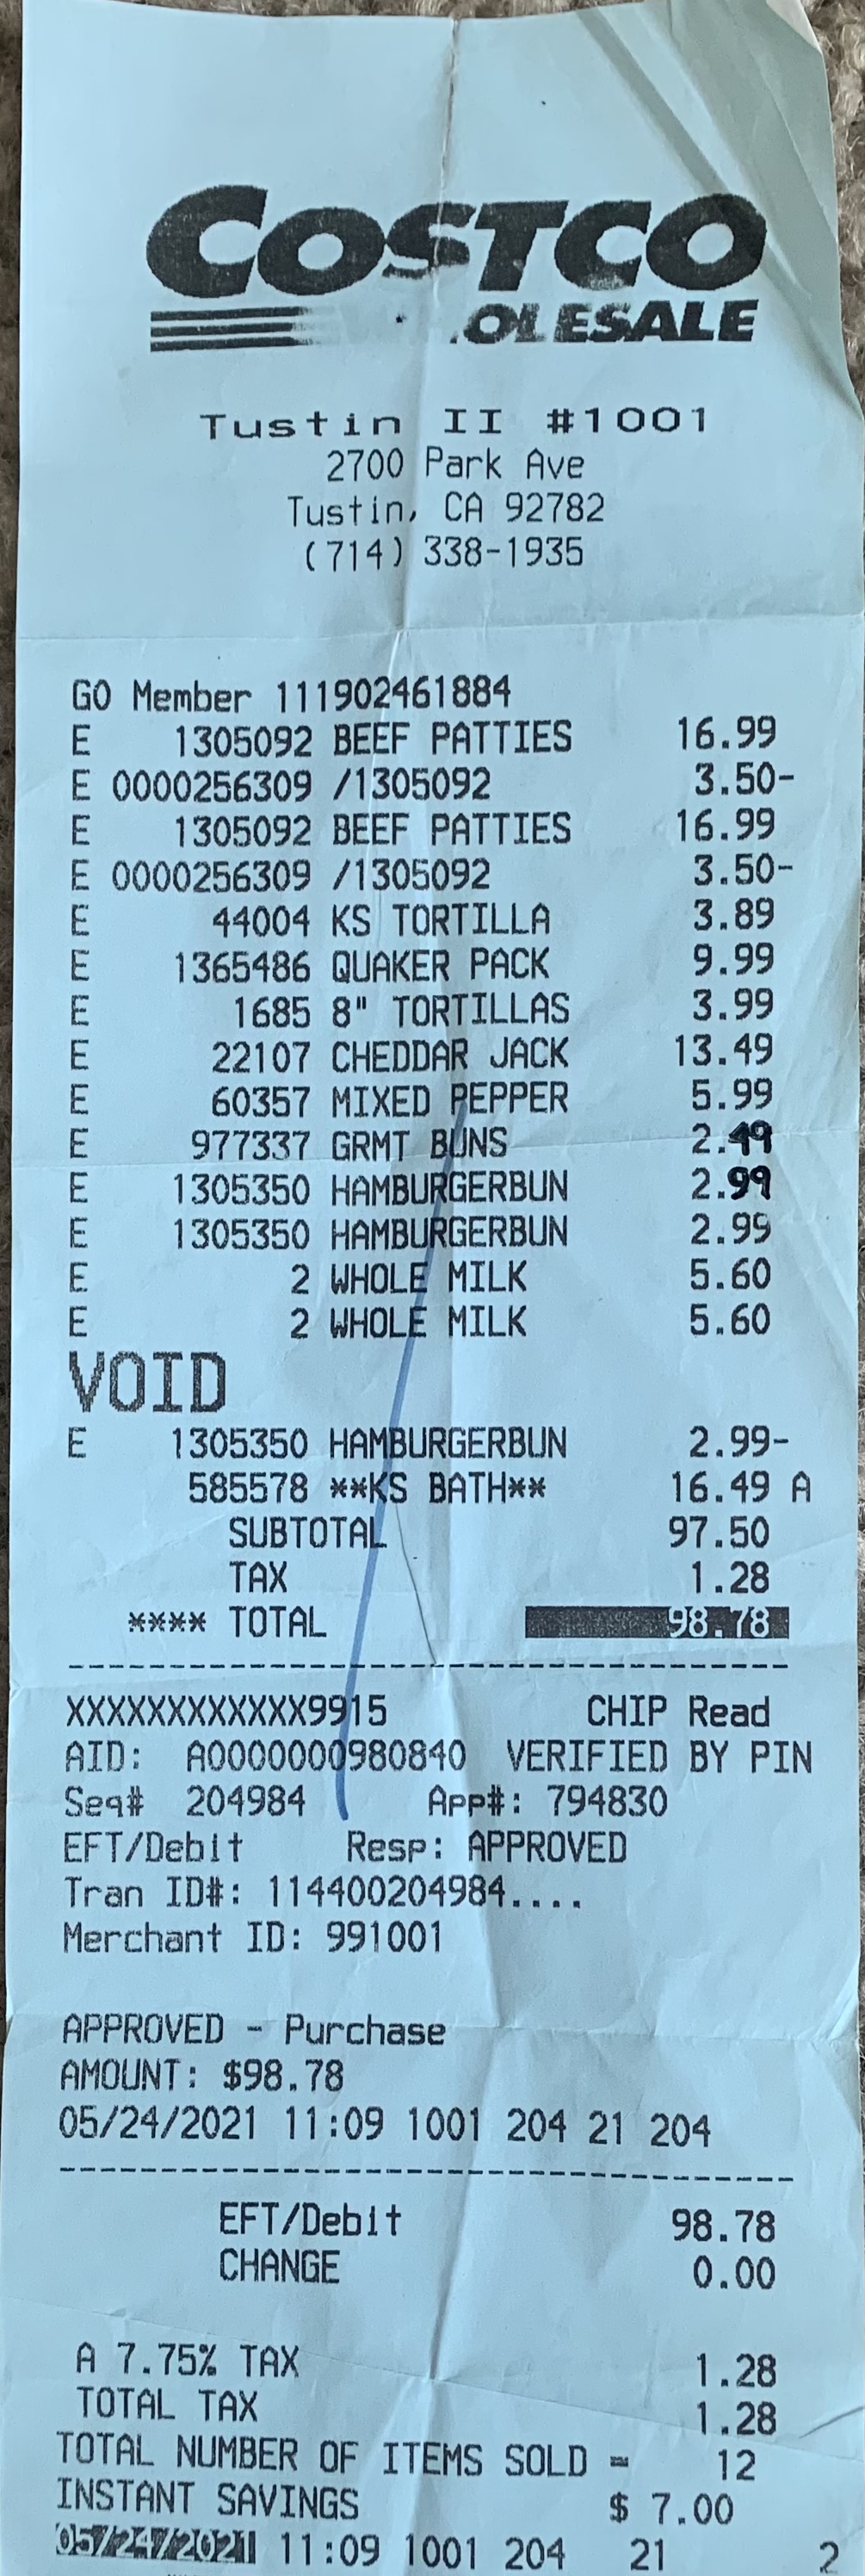 COSTCO
OLESALE
Tustin II #1001
2700 Park Ave
Tustin, CA 92782
(714) 338-1935
GO Member 111902461884
E 1305092 BEEF PATTIES 16.99
E 0000256309 /1305092 3.50-
E 1305092 BEEF PATTIES 16.99
E 0000256309 /1305092 3.50-
E 44004 KS TORTILLA 3.89
E 1365486 QUAKER PACK 9.99
E 1685 8" TORTILLAS 3.99
E 22107 CHEDDAR JACK 13.49
E 60357 MIXED PEPPER 5.99
E 977337 GRMT BUNS
E 1305350 HAMBURGERBUN 2.99
E 1305350 HAMBURGERBUN 2.99
E 2 WHOLE MILK 5.60
E 2 WHOLE MILK 5.60
VOID
E 1305350 HAMBURGERBUN 2.99-
585578 **KS BATH** 16.49 A
SUBTOTAL 97.50
TAX 1.28
**** TOTAL 98.78
XXXXXXXXXXXX9915 CHIP Read
AID: A0000000980840 VERIFIED BY PIN
Seq# 204984 App#: 794830
EFT/Debit Resp: APPROVED
Tran ID#: 114400204984....
Merchant ID: 991001
APPROVED - Purchase
AMOUNT: $98.78
05/24/2021 11:09 1001 204 21 204
EFT/Debit 98.78
CHANGE 0.00
A 7.75% TAX 1.28
TOTAL TAX 1.28
TOTAL NUMBER OF ITEMS SOLD = 12
INSTANT SAVINGS $ 7.00
05/24/2021 11:09 1001 204 21 2